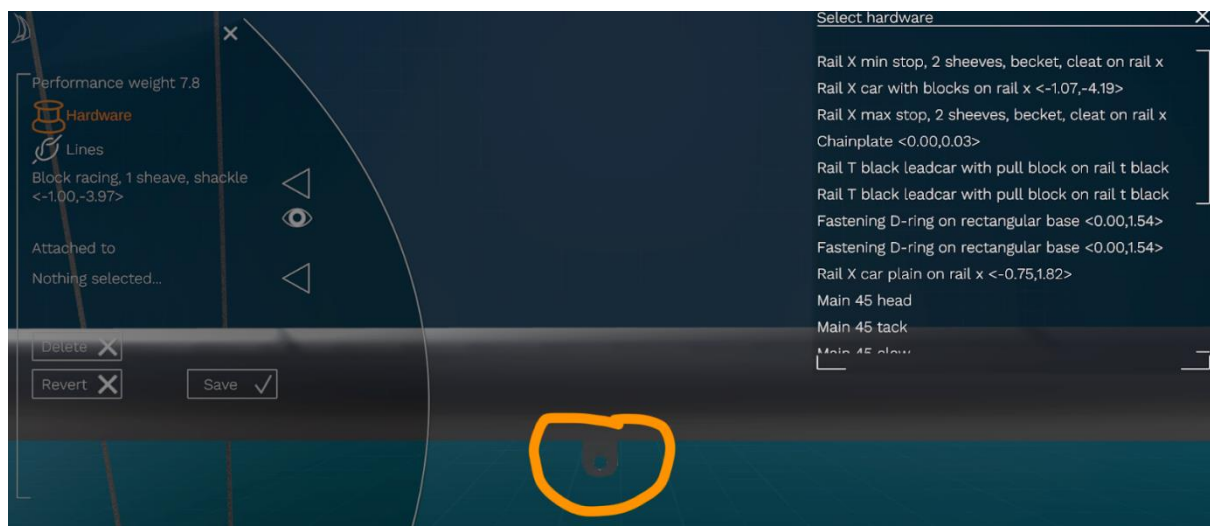 Performance weight 7.8
Hardware
Lines
Block racing, 1 sheave, shackle
<-1.00,-3.97>
Attached to
Nothing selected...
Delete
Revert
Save
Select hardware
Rail X min stop, 2 sheeves, becket, cleat on rail x
Rail X car with blocks on rail x <-1.07,-4.19>
Rail X max stop, 2 sheeves, becket, cleat on rail x
Chainplate <0.00,0.03>
Rail T black leadcar with pull block on rail t black
Rail T black leadcar with pull block on rail t black
Fastening D-ring on rectangular base <0.00,1.54>
Fastening D-ring on rectangular base <0.00,1.54>
Rail X car plain on rail x <-0.75,1.82>
Main 45 head
Main 45 tack
Main 45 clew